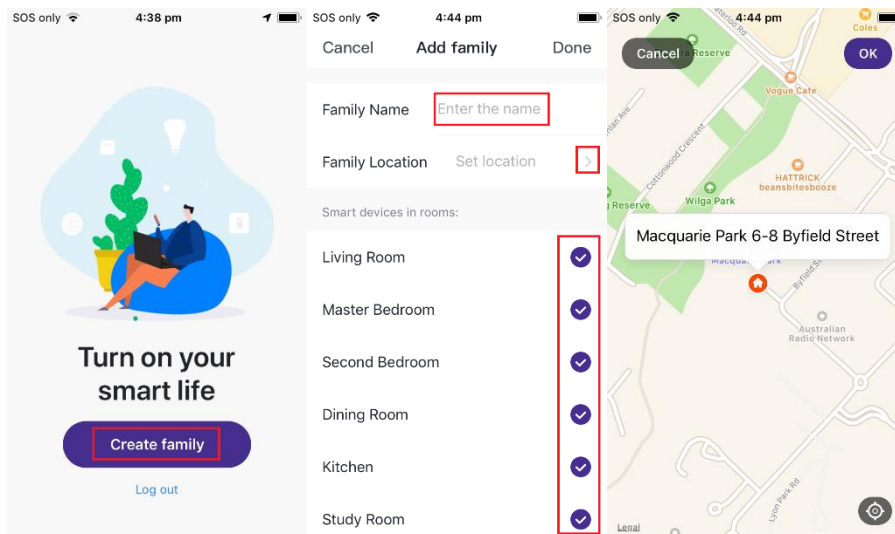 SOS only
4:38 pm
Turn on your
smart life
Create family
Log out
SOS only
4:44 pm
Cancel
Add family
Done
Family Name
Enter the name
Family Location
Set location
Smart devices in rooms:
Living Room
Master Bedroom
Second Bedroom
Dining Room
Kitchen
Study Room
SOS only
4:44 pm
Cancel
OK
Reserve
Coles
Vogue Cafe
Cottonwood Crescent
HATTRICK
beansbitesbooze
Wilga Park
Reserve
Macquarie Park 6-8 Byfield Street
Australian
Radio Network
Lyon Park Rd
Legal